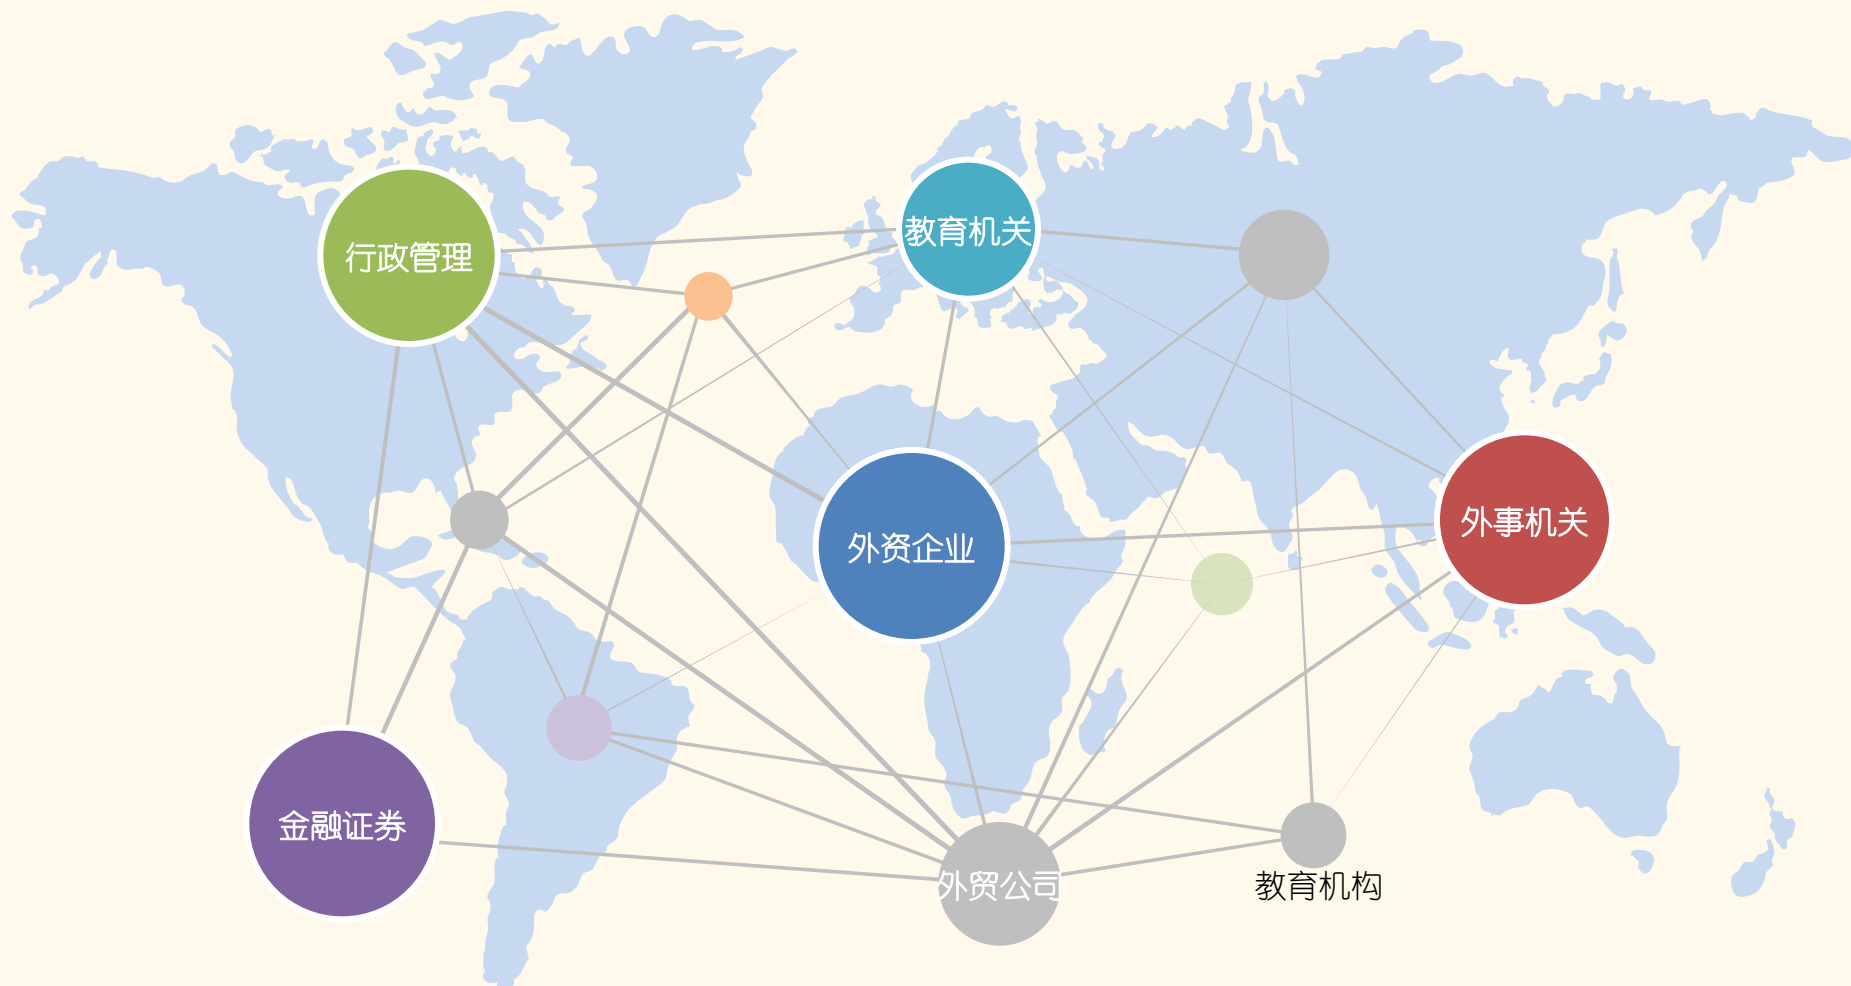 教育机关
行政管理
外事机关
外资企业
金融证券
外贸公司
教育机构